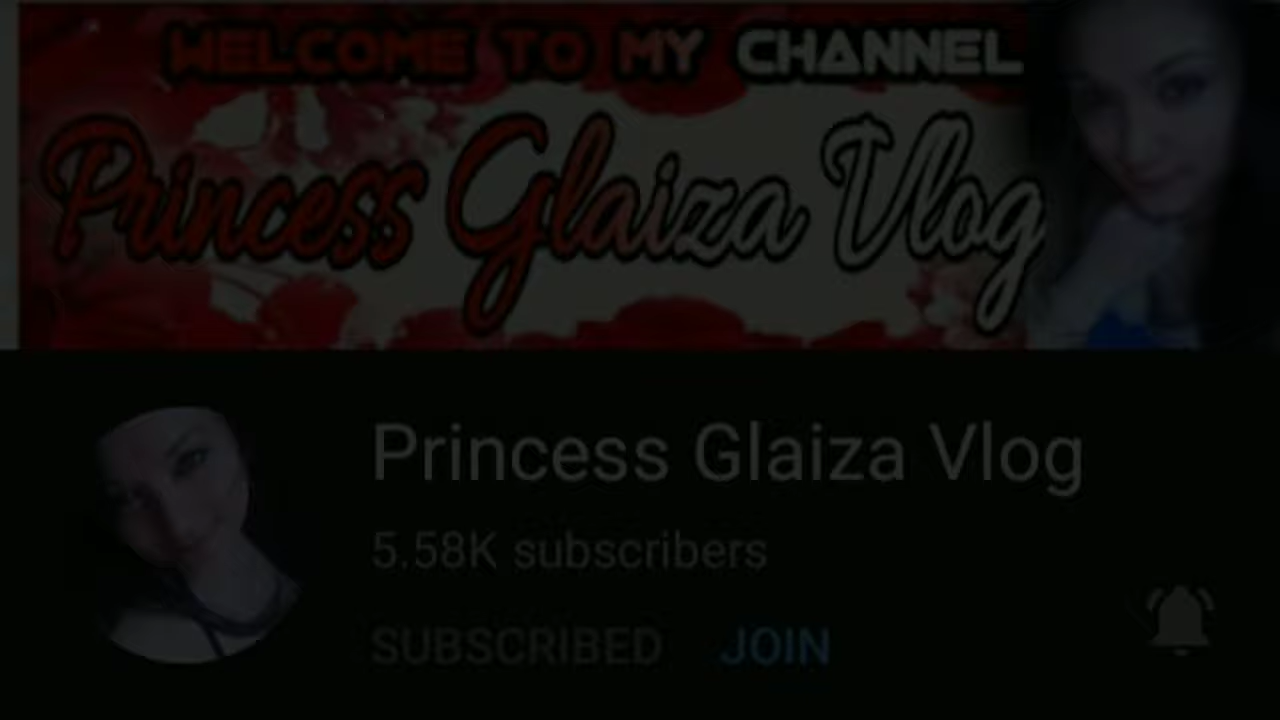 WELCOME TO MY CHANNEL
Princess Glaiza Vlog
Princess Glaiza Vlog
5.58K subscribers
SUBSCRIBED JOIN